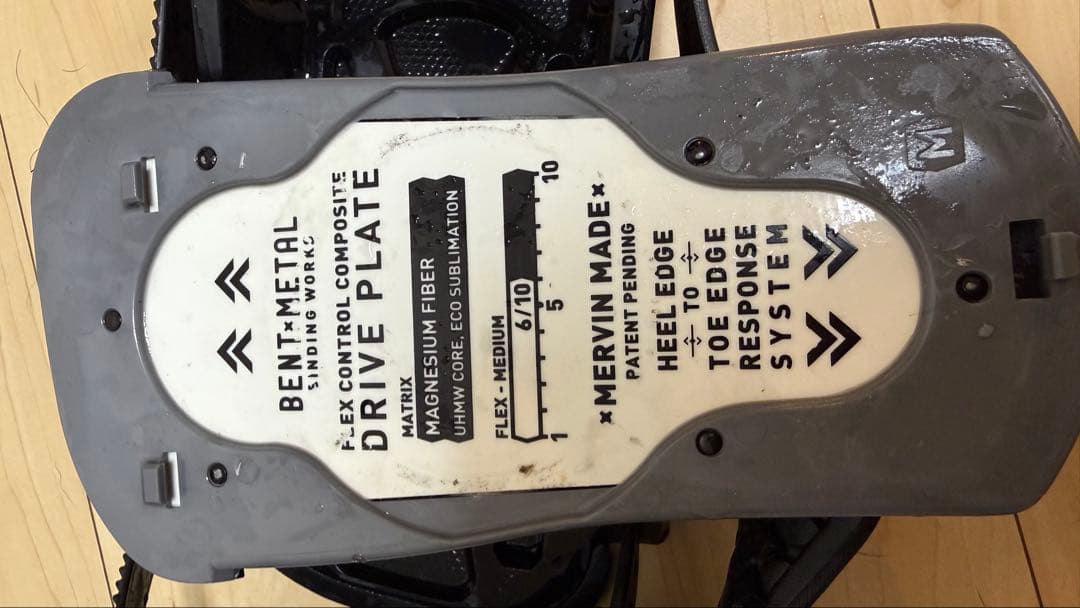 BENT×METAL
SINDING WORKS
FLEX CONTROL COMPOSITE
DRIVE PLATE
MATRIX
MAGNESIUM FIBER
UHMW CORE, ECO SUBLIMATION
FLEX - MEDIUM
6/10
1 5 10
×MERVIN MADE×
PATENT PENDING
HEEL EDGE
TO
TOE EDGE
RESPONSE
SYSTEM
M